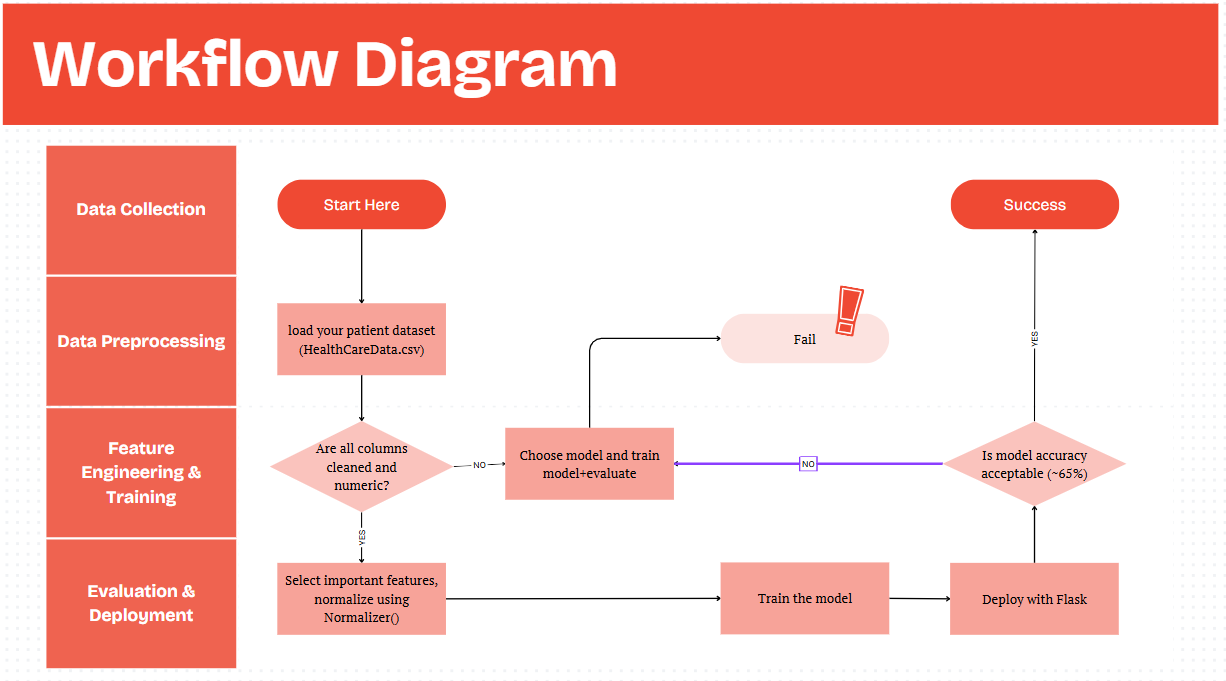 Workflow Diagram
Data Collection
Start Here
Success
Data Preprocessing
load your patient dataset
(HealthCareData.csv)
Fail
YES
Feature
Engineering &
Training
Are all columns
cleaned and
numeric?
NO
Choose model and train
model+evaluate
NO
Is model accuracy
acceptable (~65%)
YES
Evaluation &
Deployment
Select important features,
normalize using
Normalizer()
Train the model
Deploy with Flask